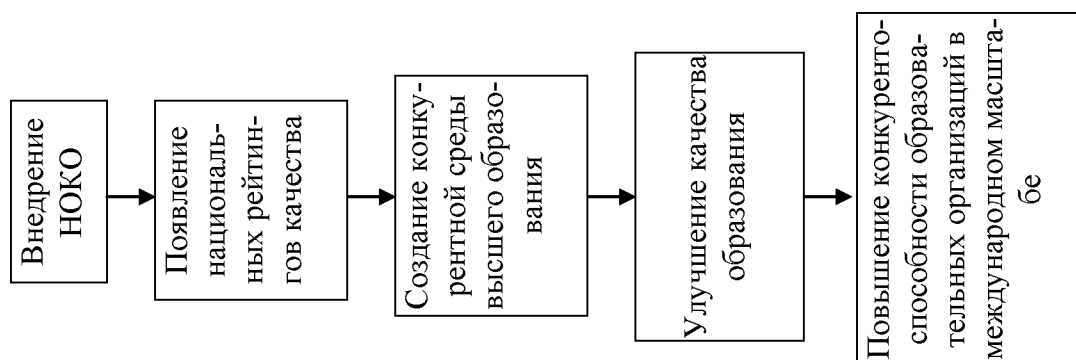 Внедрение
НОКО
Появление
националь-
ных рейтин-
гов качества
Создание конку-
рентной среды
высшего образо-
вания
Улучшение качества
образования
Повышение конкуренто-
способности образова-
тельных организаций в
международном масшта-
бе